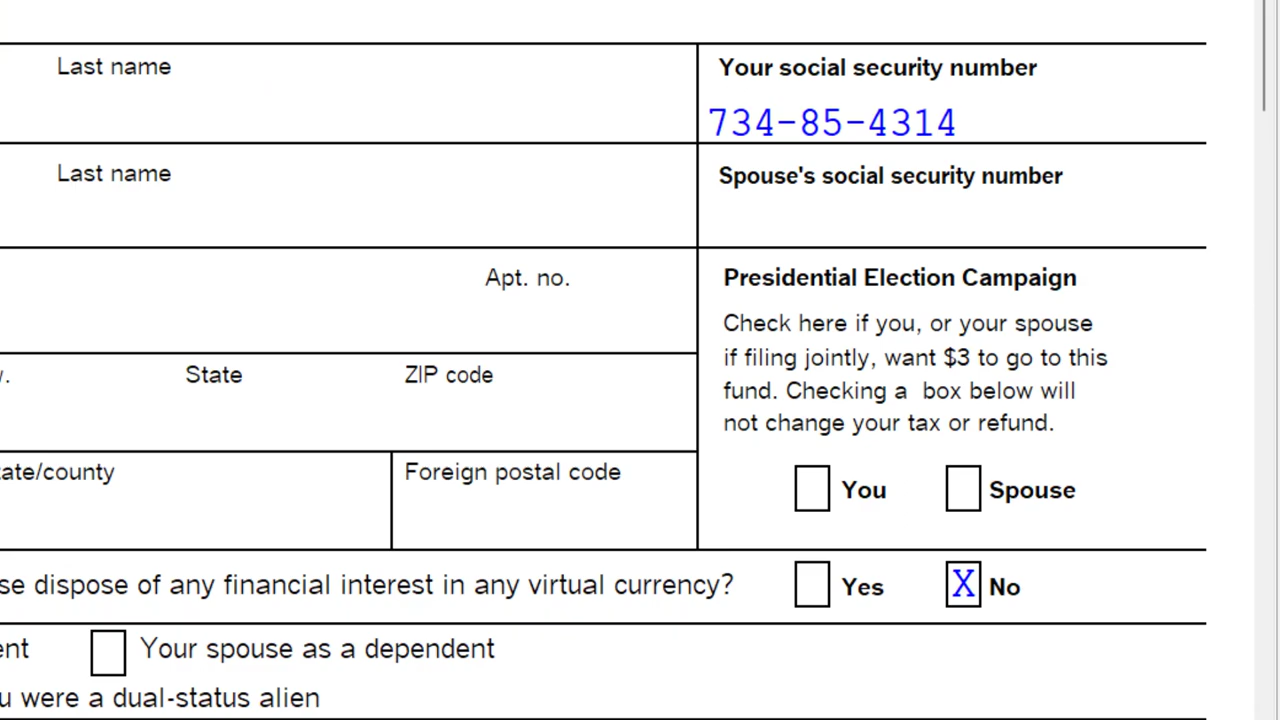 Last name Your social security number
734-85-4314
Last name Spouse's social security number
Apt. no. Presidential Election Campaign
Check here if you, or your spouse
if filing jointly, want $3 to go to this
State ZIP code
fund. Checking a box below will
not change your tax or refund.
ate/county Foreign postal code
You Spouse
se dispose of any financial interest in any virtual currency? Yes X No
ent Your spouse as a dependent
u were a dual-status alien